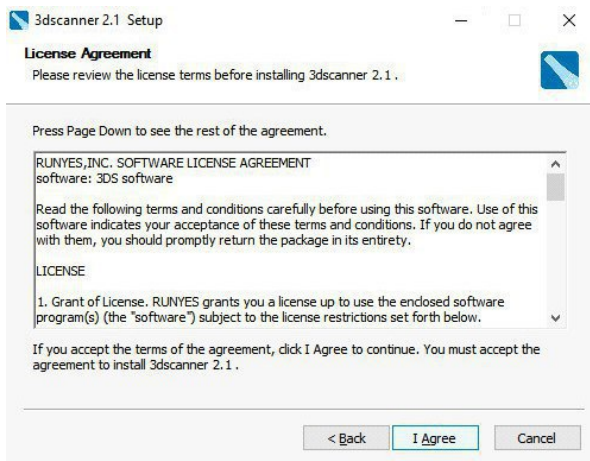 3dscanner 2.1 Setup
License Agreement
Please review the license terms before installing 3dscanner 2.1.
Press Page Down to see the rest of the agreement.
RUNYES,INC. SOFTWARE LICENSE AGREEMENT
software: 3DS software
Read the following terms and conditions carefully before using this software. Use of this
software indicates your acceptance of these terms and conditions. If you do not agree
with them, you should promptly return the package in its entirety.
LICENSE
1. Grant of License. RUNYES grants you a license up to use the enclosed software
program(s) (the "software") subject to the license restrictions set forth below.
If you accept the terms of the agreement, click I Agree to continue. You must accept the
agreement to install 3dscanner 2.1.
< Back I Agree Cancel